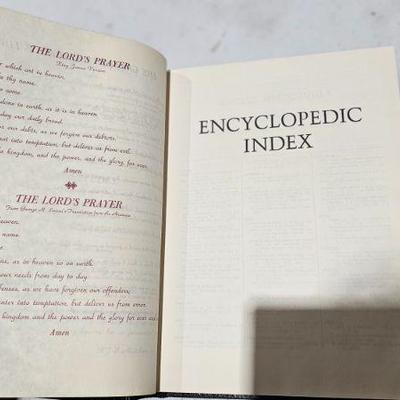 THE LORD'S PRAYER
King James Version
which art in heaven.
thy name.
come.
done in earth, as it is in heaven.
day our daily bread.
our debts, as we forgive our debtors.
not into temptation, but deliver us from evil.
kingdom, and the power, and the glory, for ever.
Amen
THE LORD'S PRAYER
From George M. Lamsa's Translation from the Aramaic
heaven.
name.
as in heaven so on earth.
our needs from day to day.
as we have forgiven our offenders;
enter into temptation, but deliver us from error.
kingdom and the power and the glory for ever and
Amen
ENCYCLOPEDIC
INDEX